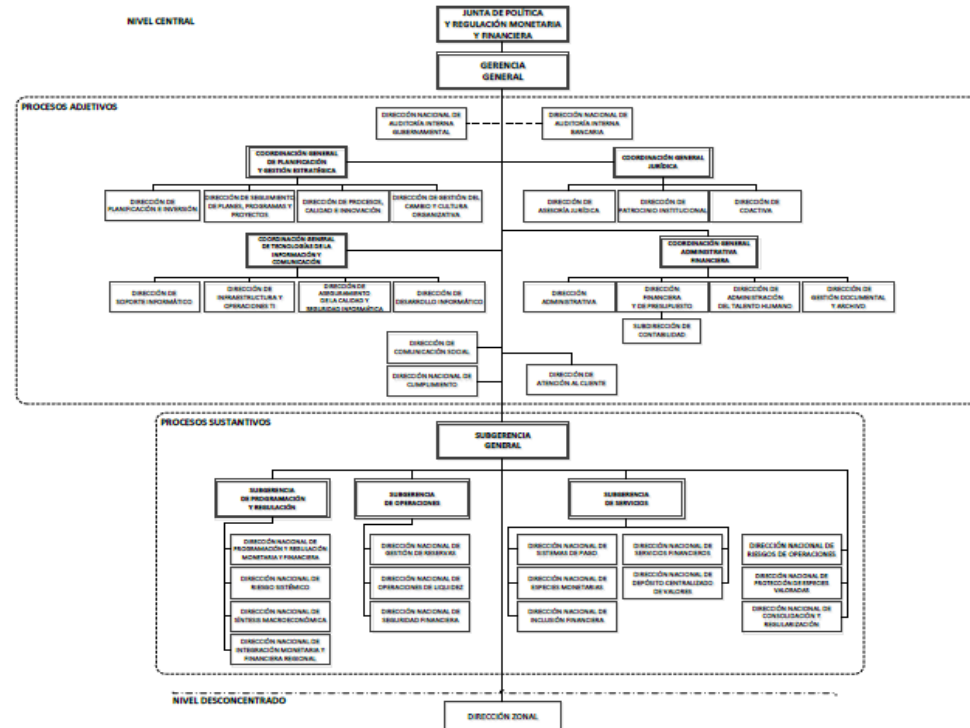 NIVEL CENTRAL
JUNTA DE POLÍTICA
Y REGULACIÓN MONETARIA
Y FINANCIERA
GERENCIA
GENERAL
PROCESOS ADJETIVOS
DIRECCIÓN NACIONAL DE
AUDITORÍA INTERNA
GUBERNAMENTAL
DIRECCIÓN NACIONAL DE
AUDITORÍA INTERNA
BANCARIA
COORDINACIÓN GENERAL
DE PLANIFICACIÓN
Y GESTIÓN ESTRATÉGICA
COORDINACIÓN GENERAL
JURÍDICA
DIRECCIÓN DE
PLANIFICACIÓN E INVERSIÓN
DIRECCIÓN DE SEGUIMIENTO
DE PLANES, PROGRAMAS Y
PROYECTOS
DIRECCIÓN DE PROCESOS,
CALIDAD E INNOVACIÓN
DIRECCIÓN DE GESTIÓN DEL
CAMBIO Y CULTURA
ORGANIZATIVA
DIRECCIÓN DE
ASESORÍA JURÍDICA
DIRECCIÓN DE
PATROCINIO INSTITUCIONAL
DIRECCIÓN DE
COACTIVA
COORDINACIÓN GENERAL
DE TECNOLOGÍAS DE LA
INFORMACIÓN Y
COMUNICACIÓN
COORDINACIÓN GENERAL
ADMINISTRATIVA
FINANCIERA
DIRECCIÓN DE
SOPORTE INFORMÁTICO
DIRECCIÓN DE
INFRAESTRUCTURA Y
OPERACIONES TI
DIRECCIÓN DE
ASEGURAMIENTO
DE LA CALIDAD Y
SEGURIDAD INFORMÁTICA
DIRECCIÓN DE
DESARROLLO INFORMÁTICO
DIRECCIÓN
ADMINISTRATIVA
DIRECCIÓN
FINANCIERA
Y DE PRESUPUESTO
DIRECCIÓN DE
ADMINISTRACIÓN
DEL TALENTO HUMANO
DIRECCIÓN DE
GESTIÓN DOCUMENTAL
Y ARCHIVO
SUBDIRECCIÓN DE
CONTABILIDAD
DIRECCIÓN DE
COMUNICACIÓN SOCIAL
DIRECCIÓN NACIONAL DE
CUMPLIMIENTO
DIRECCIÓN DE
ATENCIÓN AL CLIENTE
PROCESOS SUSTANTIVOS
SUBGERENCIA
GENERAL
SUBGERENCIA
DE PROGRAMACIÓN
Y REGULACIÓN
SUBGERENCIA
DE OPERACIONES
SUBGERENCIA
DE SERVICIOS
DIRECCIÓN NACIONAL DE
PROGRAMACIÓN Y REGULACIÓN
MONETARIA Y FINANCIERA
DIRECCIÓN NACIONAL DE
RIESGO SISTÉMICO
DIRECCIÓN NACIONAL DE
SÍNTESIS MACROECONÓMICA
DIRECCIÓN NACIONAL DE
INTEGRACIÓN MONETARIA Y
FINANCIERA REGIONAL
DIRECCIÓN NACIONAL DE
GESTIÓN DE RESERVAS
DIRECCIÓN NACIONAL DE
OPERACIONES DE LIQUIDEZ
DIRECCIÓN NACIONAL DE
SEGURIDAD FINANCIERA
DIRECCIÓN NACIONAL DE
SISTEMAS DE PAGO
DIRECCIÓN NACIONAL DE
ESPECIES MONETARIAS
DIRECCIÓN NACIONAL DE
INCLUSIÓN FINANCIERA
DIRECCIÓN NACIONAL DE
SERVICIOS FINANCIEROS
DIRECCIÓN NACIONAL DE
DEPÓSITO CENTRALIZADO
DE VALORES
DIRECCIÓN NACIONAL DE
RIESGOS DE OPERACIONES
DIRECCIÓN NACIONAL DE
PROTECCIÓN DE ESPECIES
VALORADAS
DIRECCIÓN NACIONAL DE
CONSOLIDACIÓN Y
REGULARIZACIÓN
NIVEL DESCONCENTRADO
DIRECCIÓN ZONAL